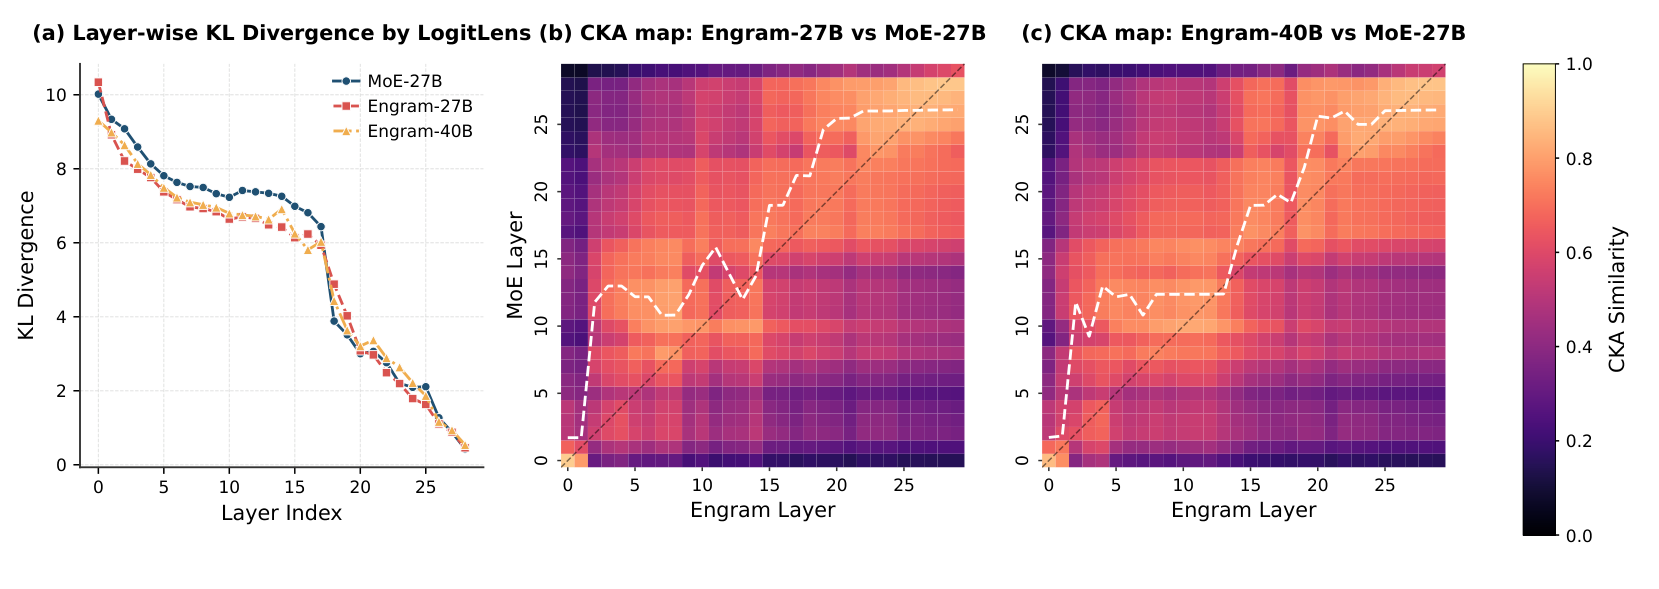 (a) Layer-wise KL Divergence by LogitLens
KL Divergence
10
8
6
4
2
0
0 5 10 15 20 25
Layer Index
MoE-27B
Engram-27B
Engram-40B
(b) CKA map: Engram-27B vs MoE-27B
MoE Layer
25
20
15
10
5
0
0 5 10 15 20 25
Engram Layer
(c) CKA map: Engram-40B vs MoE-27B
25
20
15
10
5
0
0 5 10 15 20 25
Engram Layer
1.0
0.8
0.6
0.4
0.2
0.0
CKA Similarity